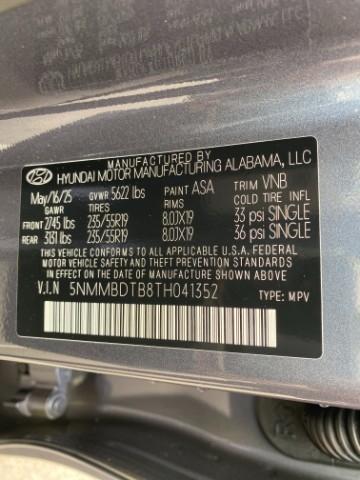 MANUFACTURED BY
HYUNDAI MOTOR MANUFACTURING ALABAMA, LLC
May/16/25 GVWR 5622 lbs PAINT ASA TRIM VNB
GAWR TIRES RIMS COLD TIRE INFL
FRONT 2745 lbs 235/55R19 8.0JX19 33 psi SINGLE
REAR 3131 lbs 235/55R19 8.0JX19 36 psi SINGLE
THIS VEHICLE CONFORMS TO ALL APPLICABLE U.S.A FEDERAL
MOTOR VEHICLE SAFETY AND THEFT PREVENTION STANDARDS
IN EFFECT ON THE DATE OF MANUFACTURE SHOWN ABOVE.
V.I.N 5NMMBDTB8TH041352 TYPE: MPV